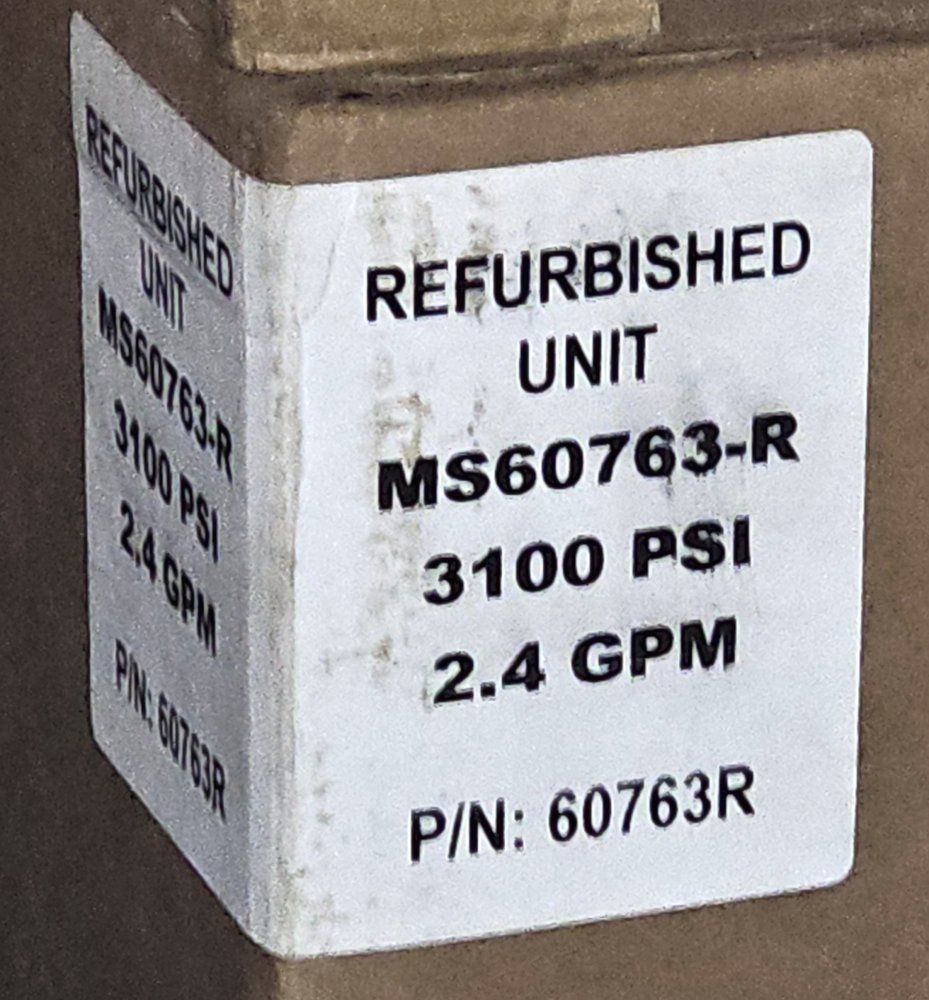 REFURBISHED
UNIT
MS60763-R
3100 PSI
2.4 GPM
P/N: 60763R
REFURBISHED
UNIT
MS60763-R
3100 PSI
2.4 GPM
P/N: 60763R